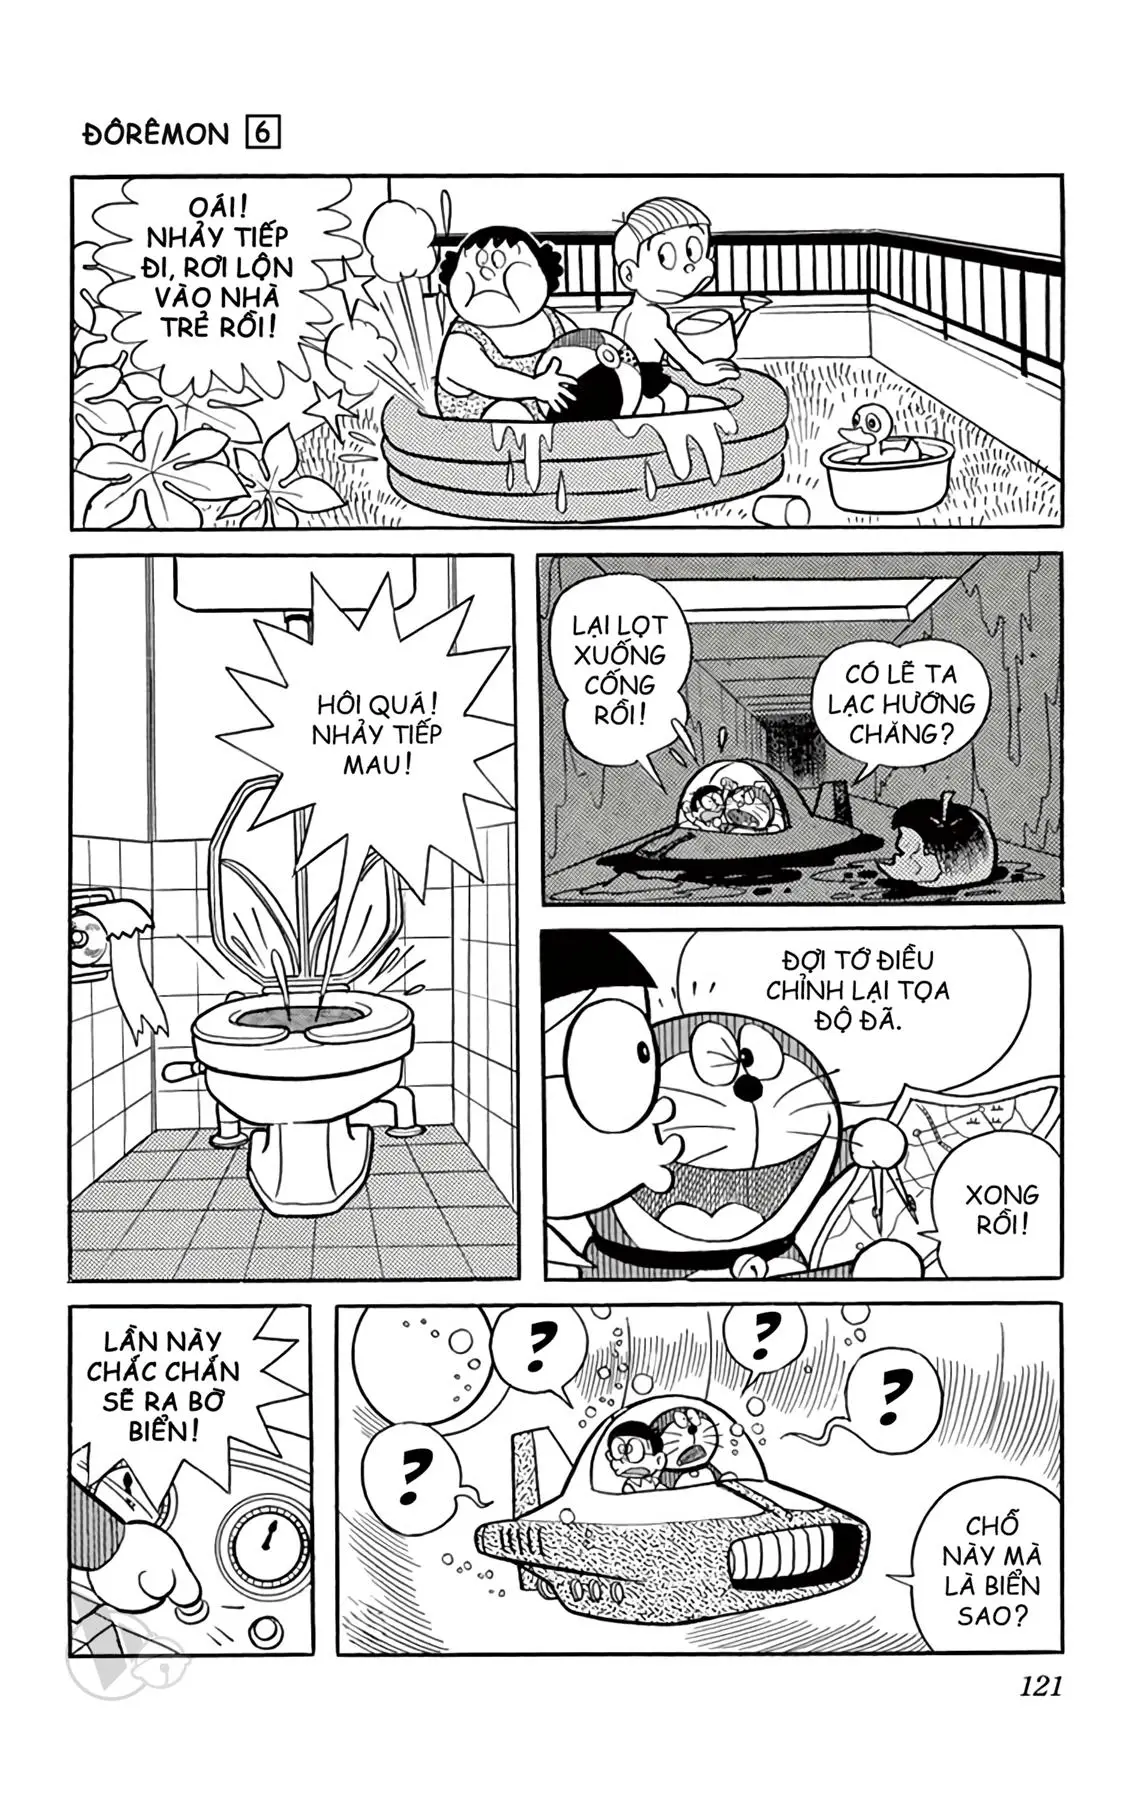 ĐÔRÊMON 6
OÁI!
NHẢY TIẾP
ĐI, RƠI LỘN
VÀO NHÀ
TRẺ RỒI!
HÔI QUÁ!
NHẢY TIẾP
MAU!
LẠI LỌT
XUỐNG
CỐNG
RỒI!
CÓ LẼ TA
LẠC HƯỚNG
CHĂNG?
ĐỢI TỚ ĐIỀU
CHỈNH LẠI TỌA
ĐỘ ĐÃ.
XONG
RỒI!
LẦN NÀY
CHẮC CHẮN
SẼ RA BỜ
BIỂN!
?
?
?
?
CHỖ
NÀY MÀ
LÀ BIỂN
SAO?
121